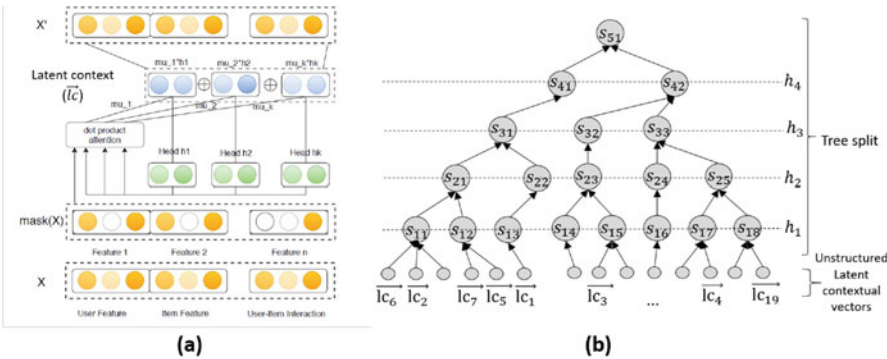 X'
mu_1*h1
mu_2*h2
mu_k*hk
Latent context
(lc)
mu_1
mu_2
mu_k
dot product
attention
Head h1
Head h2
Head hk
mask(X)
Feature 1
Feature 2
Feature n
X
User Feature
Item Feature
User-Item Interaction
(a)
S51
S41
S42
h4
S31
S32
S33
h3
Tree split
S21
S22
S23
S24
S25
h2
S11
S12
S13
S14
S15
S16
S17
S18
h1
Unstructured
Latent
contextual
vectors
lc6
lc2
lc7
lc5
lc1
lc3
...
lc4
lc19
(b)